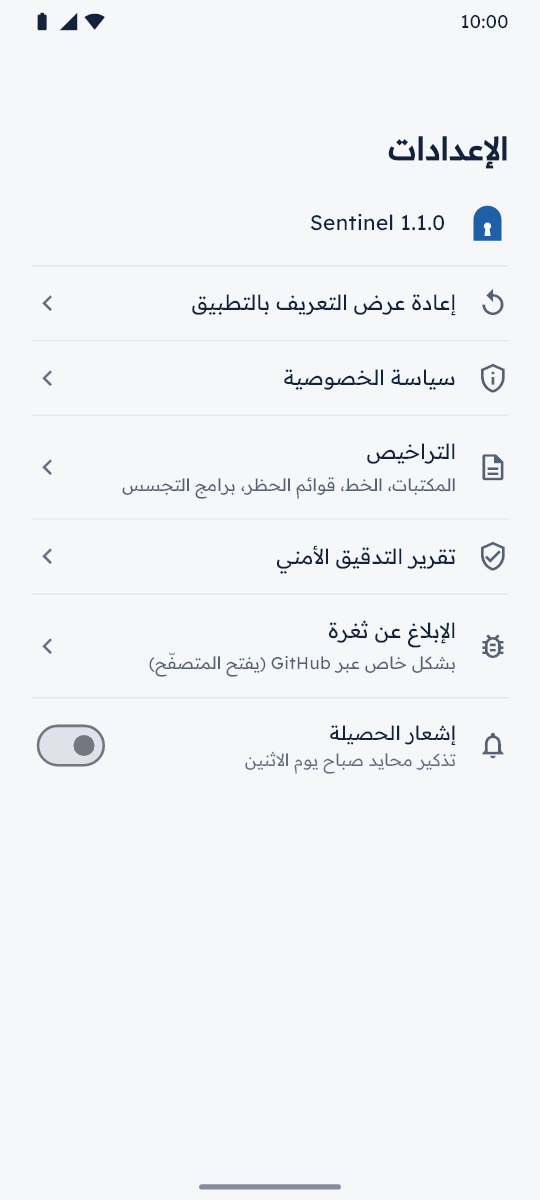 10:00
الإعدادات
Sentinel 1.1.0
إعادة عرض التعريف بالتطبيق
سياسة الخصوصية
التراخيص
المكتبات، الخط، قوائم الحظر، برامج التجسس
تقرير التدقيق الأمني
الإبلاغ عن ثغرة
بشكل خاص عبر GitHub (يفتح المتصفّح)
إشعار الحصيلة
تذكير محايد صباح يوم الاثنين